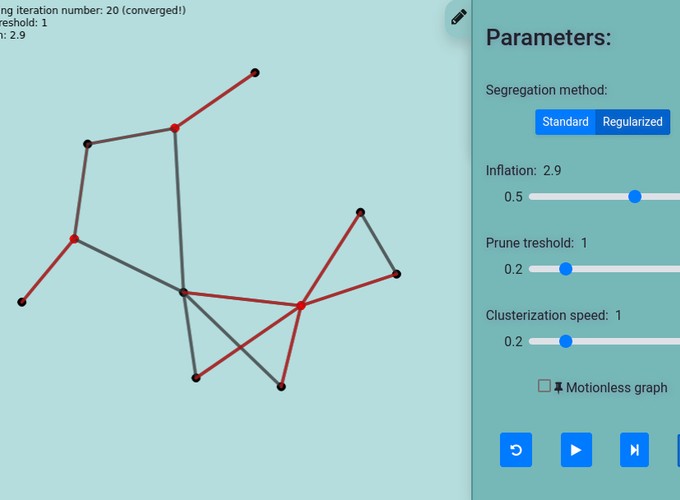 ng iteration number: 20 (converged!)
reshold: 1
n: 2.9
Parameters:
Segregation method:
Standard Regularized
Inflation: 2.9
0.5
Prune treshold: 1
0.2
Clusterization speed: 1
0.2
Motionless graph